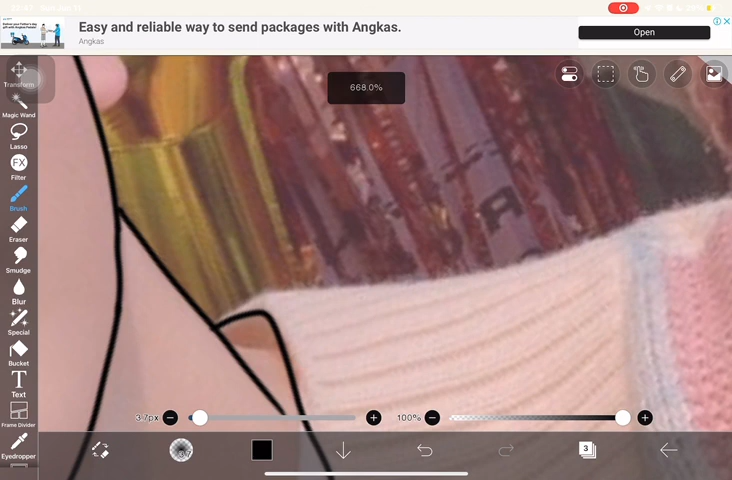 Easy and reliable way to send packages with Angkas.
Angkas
Open
Transform
668.0%
Magic Wand
Lasso
FX
Filter
Brush
Eraser
Smudge
Blur
Special
Bucket
T
Text
Frame Divider
Eyedropper
3.7px
100%
3